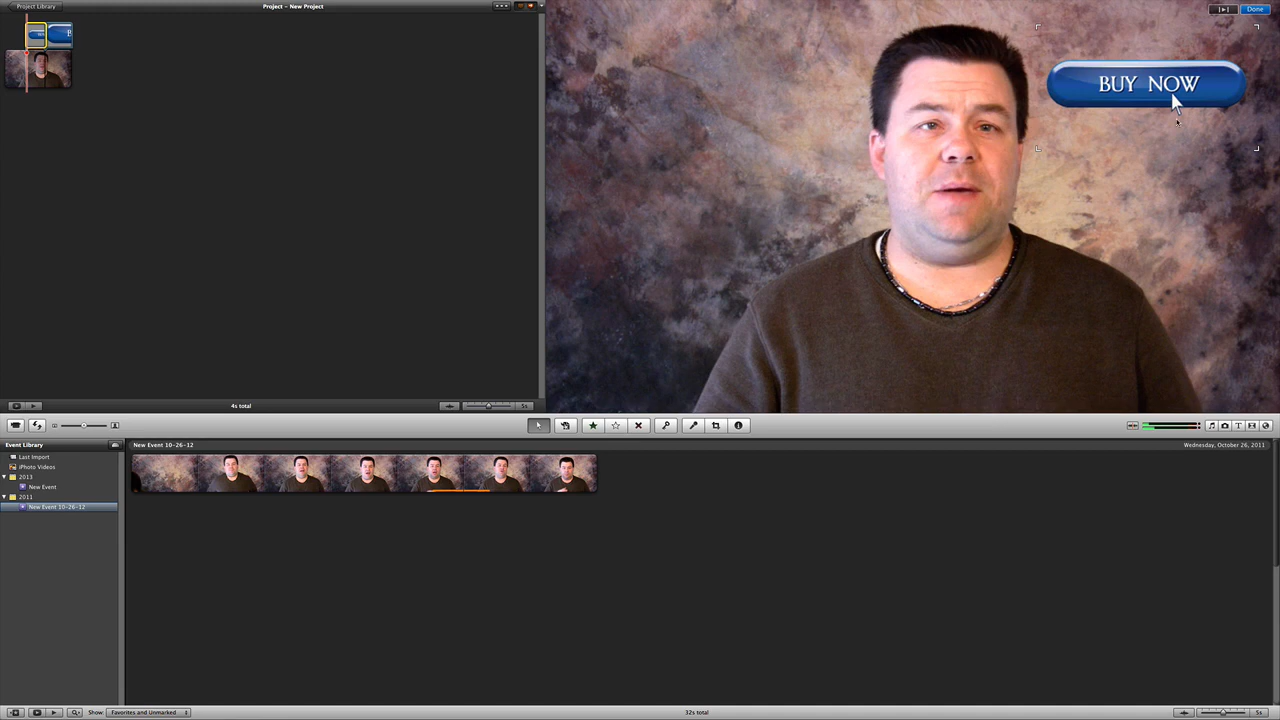 Project Library
Project - New Project
Done
BUY NOW
4s total
5s
Event Library
New Event 10-26-12
Wednesday, October 26, 2011
Last Import
iPhoto Videos
2013
New Event
2011
New Event 10-26-12
Show: Favorites and Unmarked
32s total
5s